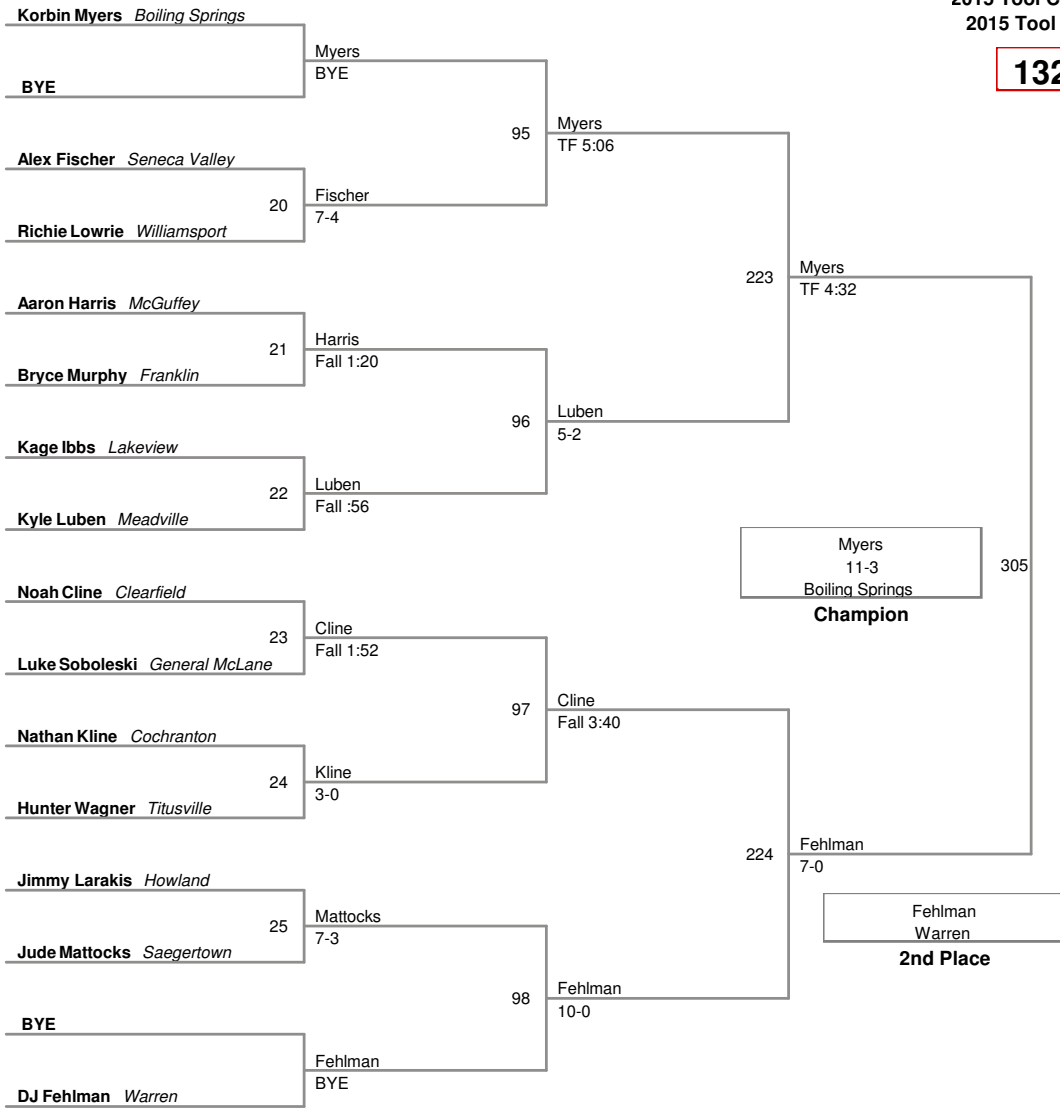 2015 Tool
2015 Tool
132
Korbin Myers Boiling Springs
Myers
BYE
BYE
95
Myers
TF 5:06
Alex Fischer Seneca Valley
20
Fischer
7-4
Richie Lowrie Williamsport
223
Myers
TF 4:32
Aaron Harris McGuffey
21
Harris
Fall 1:20
Bryce Murphy Franklin
96
Luben
5-2
Kage Ibbs Lakeview
22
Luben
Fall :56
Kyle Luben Meadville
Myers
11-3
Boiling Springs
Champion
305
Noah Cline Clearfield
23
Cline
Fall 1:52
Luke Soboleski General McLane
97
Cline
Fall 3:40
Nathan Kline Cochranton
24
Kline
3-0
Hunter Wagner Titusville
224
Fehlman
7-0
Jimmy Larakis Howland
25
Mattocks
7-3
Jude Mattocks Saegertown
Fehlman
Warren
2nd Place
98
Fehlman
10-0
BYE
Fehlman
BYE
DJ Fehlman Warren